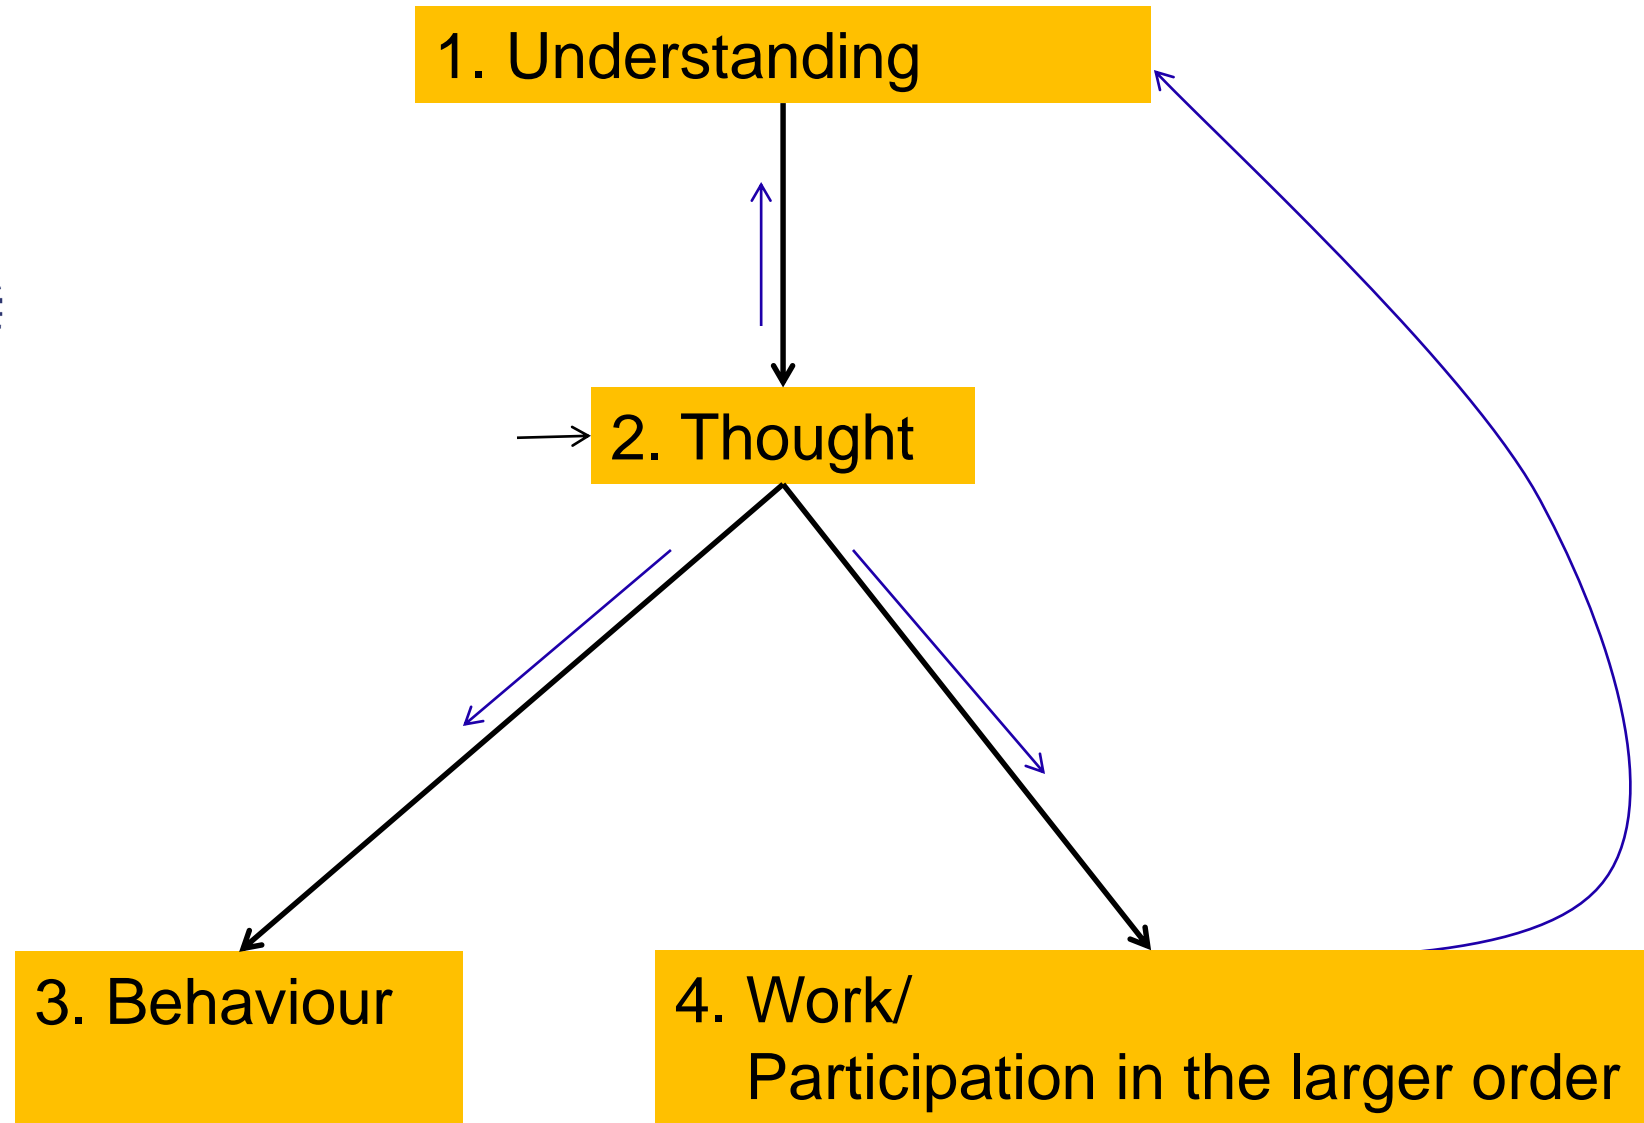 1. Understanding
2. Thought
3. Behaviour
4. Work/
Participation in the larger order